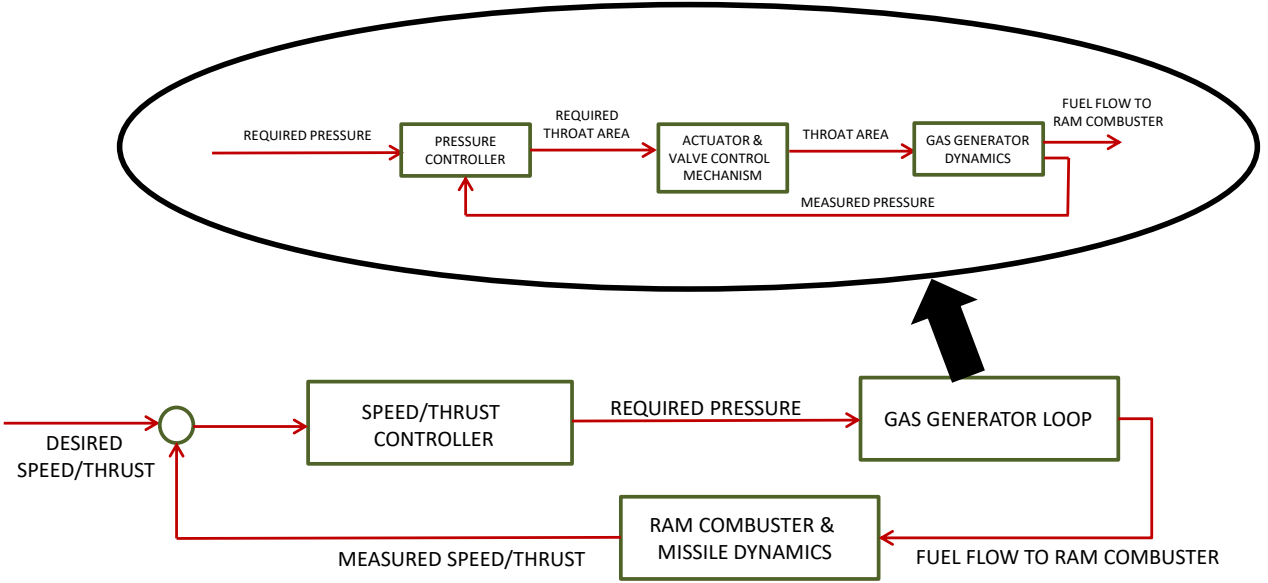 FUEL FLOW TO
RAM COMBUSTER
REQUIRED PRESSURE
PRESSURE
CONTROLLER
REQUIRED
THROAT AREA
ACTUATOR &
VALVE CONTROL
MECHANISM
THROAT AREA
GAS GENERATOR
DYNAMICS
MEASURED PRESSURE
DESIRED
SPEED/THRUST
SPEED/THRUST
CONTROLLER
REQUIRED PRESSURE
GAS GENERATOR LOOP
MEASURED SPEED/THRUST
RAM COMBUSTER &
MISSILE DYNAMICS
FUEL FLOW TO RAM COMBUSTER